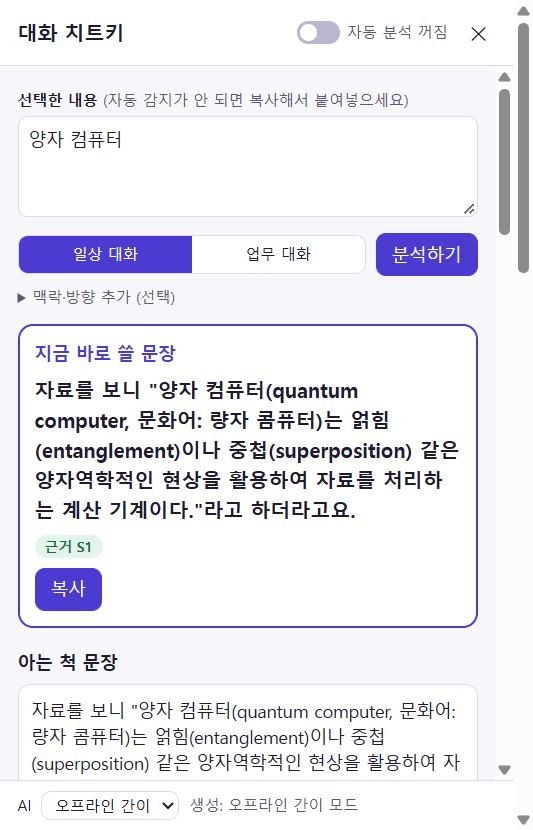 대화 치트키
자동 분석 꺼짐
선택한 내용 (자동 감지가 안 되면 복사해서 붙여넣으세요)
양자 컴퓨터
일상 대화
업무 대화
분석하기
▶ 맥락·방향 추가 (선택)
지금 바로 쓸 문장
자료를 보니 "양자 컴퓨터(quantum
computer, 문화어: 량자 콤퓨터)는 얽힘
(entanglement)이나 중첩(superposition) 같은
양자역학적인 현상을 활용하여 자료를 처리하
는 계산 기계이다."라고 하더라고요.
근거 S1
복사
아는 척 문장
자료를 보니 "양자 컴퓨터(quantum computer, 문화어:
량자 콤퓨터)는 얽힘(entanglement)이나 중첩
(superposition) 같은 양자역학적인 현상을 활용하여 자
AI
오프라인 간이
생성: 오프라인 간이 모드